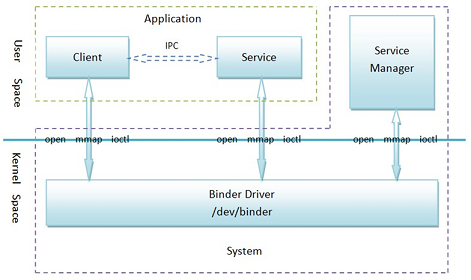 Application
User Space
Client
IPC
Service
Service
Manager
open mmap ioctl
open mmap ioctl
open mmap ioctl
Kernel Space
Binder Driver
/dev/binder
System